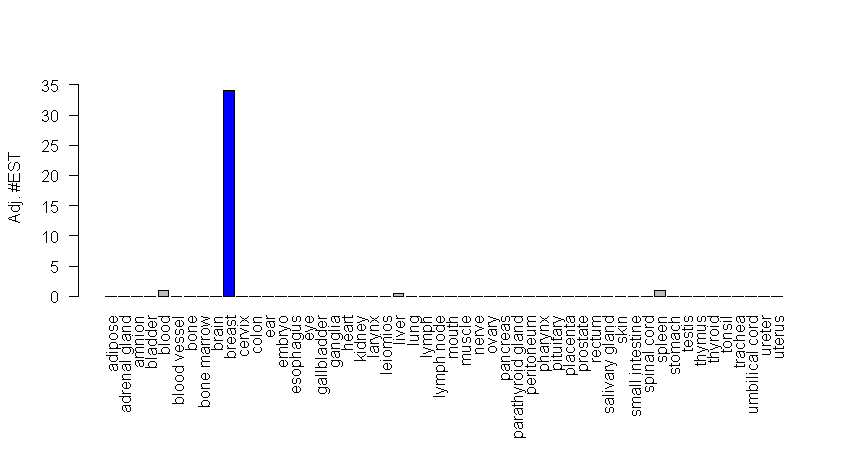 Adj. #EST
35
30
25
20
15
10
5
0
adipose
adrenal gland
amnion
bladder
blood
blood vessel
bone
bone marrow
brain
breast
cervix
colon
ear
embryo
esophagus
eye
gallbladder
ganglia
heart
kidney
larynx
leiomios
liver
lung
lymph
lymph node
mouth
muscle
nerve
ovary
pancreas
parathyroid gland
peritoneum
pharynx
pituitary
placenta
prostate
rectum
salivary gland
skin
small intestine
spinal cord
spleen
stomach
testis
thymus
thyroid
tonsil
trachea
umbilical cord
ureter
uterus